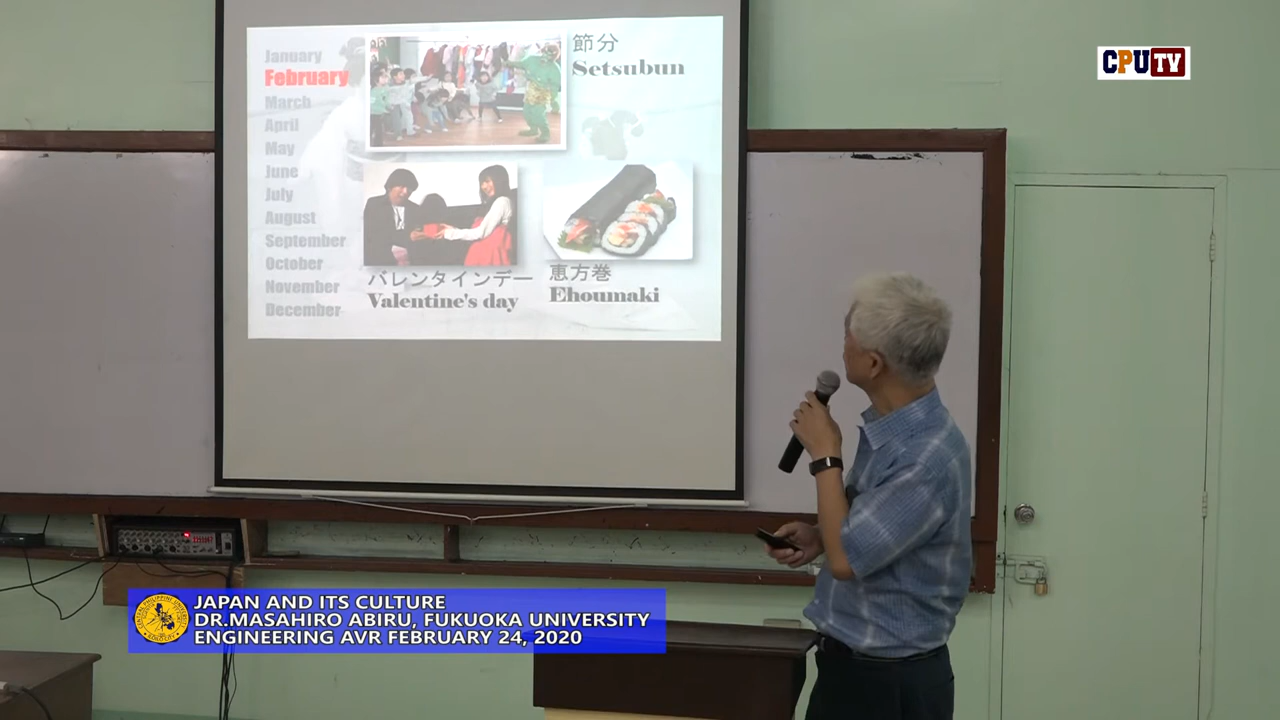 January
February
March
April
May
June
July
August
September
October
November
December
節分
Setsubun
バレンタインデー
Valentine's day
恵方巻
Ehoumaki
CPUTV
JAPAN AND ITS CULTURE
DR.MASAHIRO ABIRU, FUKUOKA UNIVERSITY
ENGINEERING AVR FEBRUARY 24, 2020